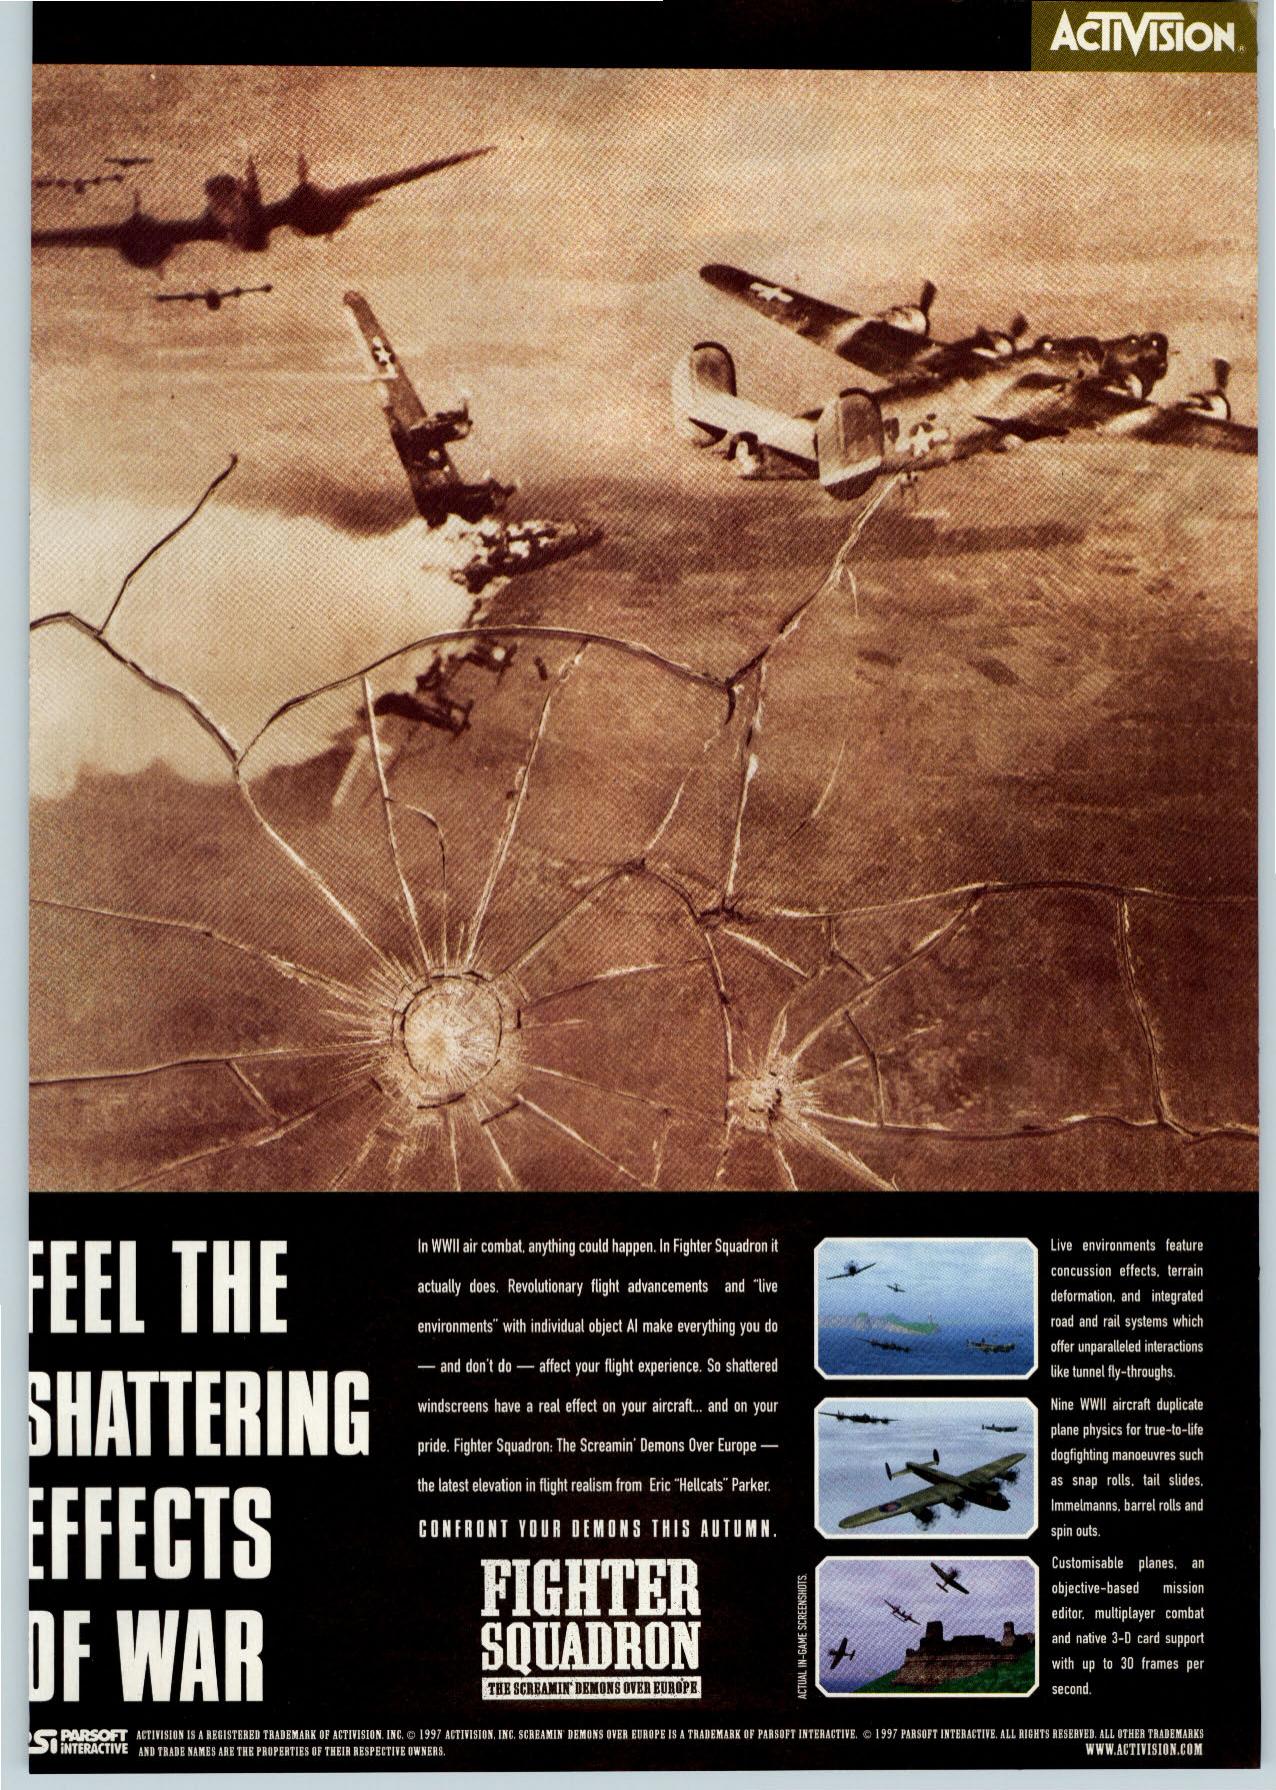 ACTIVISION®
FEEL THE
SHATTERING
EFFECTS
OF WAR
In WWII air combat, anything could happen. In Fighter Squadron it
actually does. Revolutionary flight advancements and "live
environments" with individual object AI make everything you do
— and don't do — affect your flight experience. So shattered
windscreens have a real effect on your aircraft... and on your
pride. Fighter Squadron: The Screamin' Demons Over Europe —
the latest elevation in flight realism from Eric "Hellcats" Parker.
CONFRONT YOUR DEMONS THIS AUTUMN.
FIGHTER
SQUADRON
THE SCREAMIN' DEMONS OVER EUROPE
ACTUAL IN-GAME SCREENSHOTS.
Live environments feature
concussion effects, terrain
deformation, and integrated
road and rail systems which
offer unparalleled interactions
like tunnel fly-throughs.
Nine WWII aircraft duplicate
plane physics for true-to-life
dogfighting manoeuvres such
as snap rolls, tail slides,
Immelmanns, barrel rolls and
spin outs.
Customisable planes, an
objective-based mission
editor, multiplayer combat
and native 3-D card support
with up to 30 frames per
second.
PSi PARSOFT
INTERACTIVE
ACTIVISION IS A REGISTERED TRADEMARK OF ACTIVISION, INC. © 1997 ACTIVISION, INC. SCREAMIN' DEMONS OVER EUROPE IS A TRADEMARK OF PARSOFT INTERACTIVE. © 1997 PARSOFT INTERACTIVE. ALL RIGHTS RESERVED. ALL OTHER TRADEMARKS
AND TRADE NAMES ARE THE PROPERTIES OF THEIR RESPECTIVE OWNERS.
WWW.ACTIVISION.COM